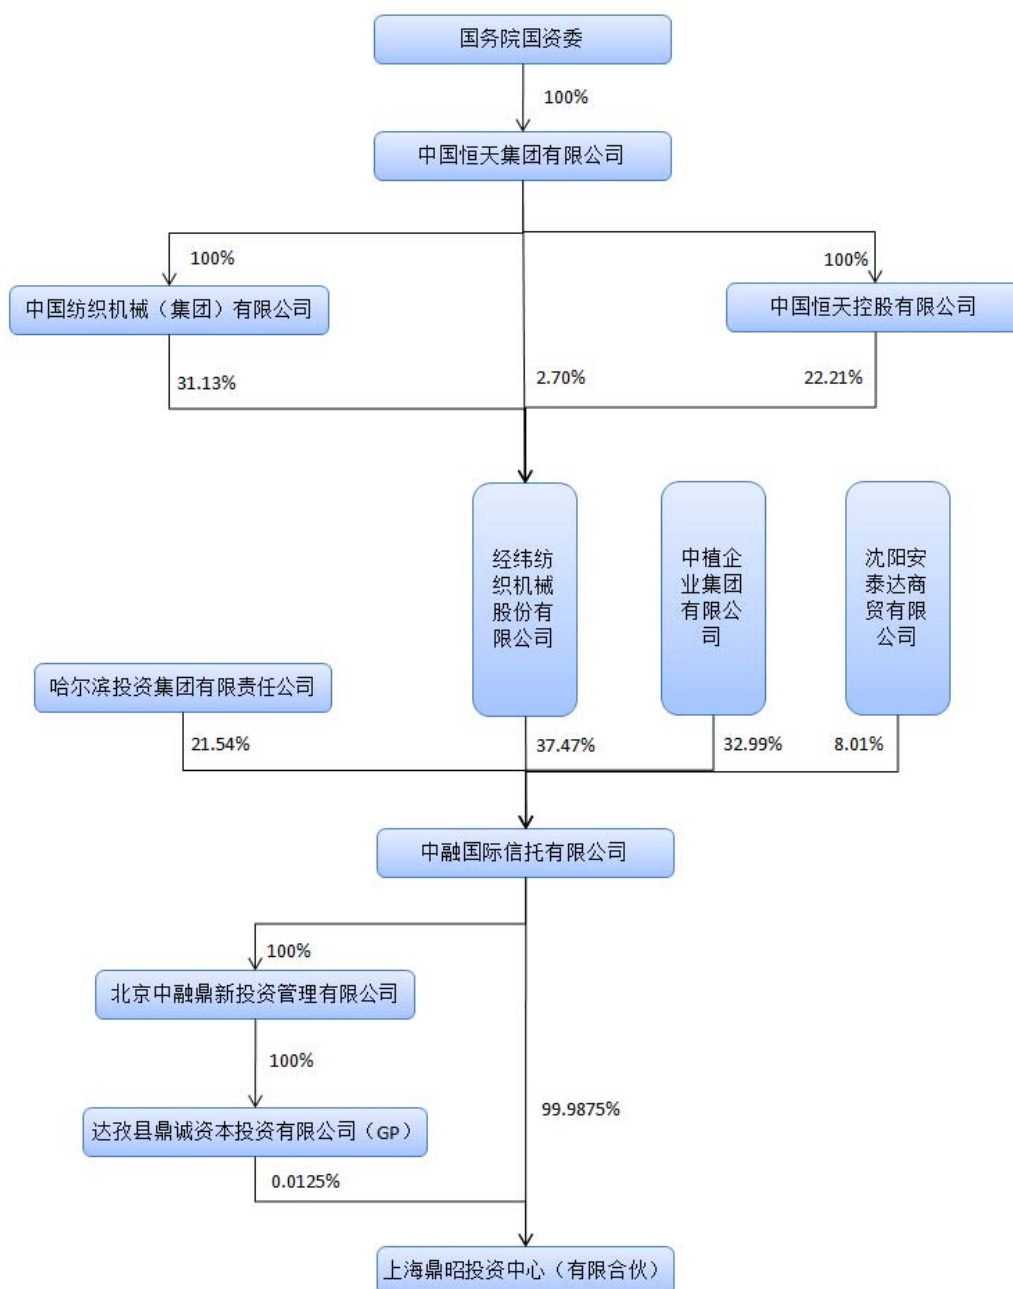 国务院国资委
100%
中国恒天集团有限公司
100%
100%
中国纺织机械（集团）有限公司
中国恒天控股有限公司
31.13%
2.70%
22.21%
经纬纺
织机械
股份有
限公司
中植企
业集团
有限公
司
沈阳安
泰达商
贸有限
公司
哈尔滨投资集团有限责任公司
21.54%
37.47%
32.99%
8.01%
中融国际信托有限公司
100%
北京中融鼎新投资管理有限公司
100%
99.9875%
达孜县鼎诚资本投资有限公司（GP）
0.0125%
上海鼎昭投资中心（有限合伙）